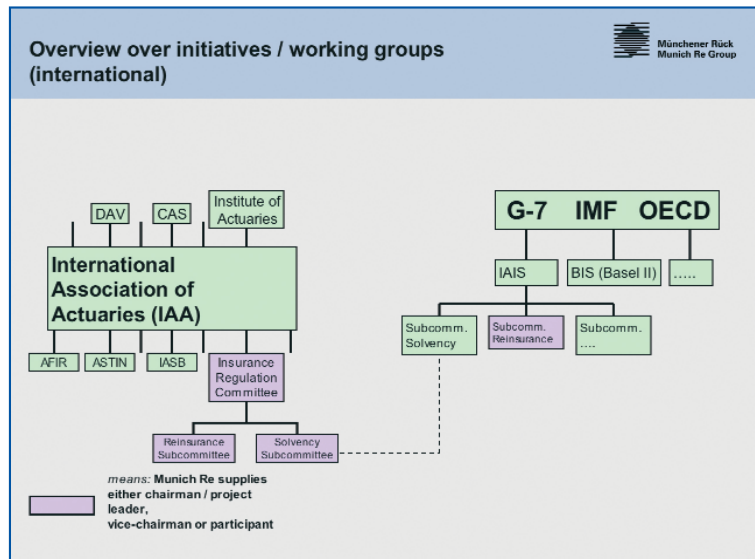 Overview over initiatives / working groups
(international)
Münchener Rück
Munich Re Group
DAV
CAS
Institute of
Actuaries
International
Association of
Actuaries (IAA)
AFIR
ASTIN
IASB
Insurance
Regulation
Committee
Reinsurance
Subcommittee
Solvency
Subcommittee
G-7 IMF OECD
IAIS
BIS (Basel II)
.....
Subcomm.
Solvency
Subcomm.
Reinsurance
Subcomm.
....
means: Munich Re supplies
either chairman / project
leader,
vice-chairman or participant